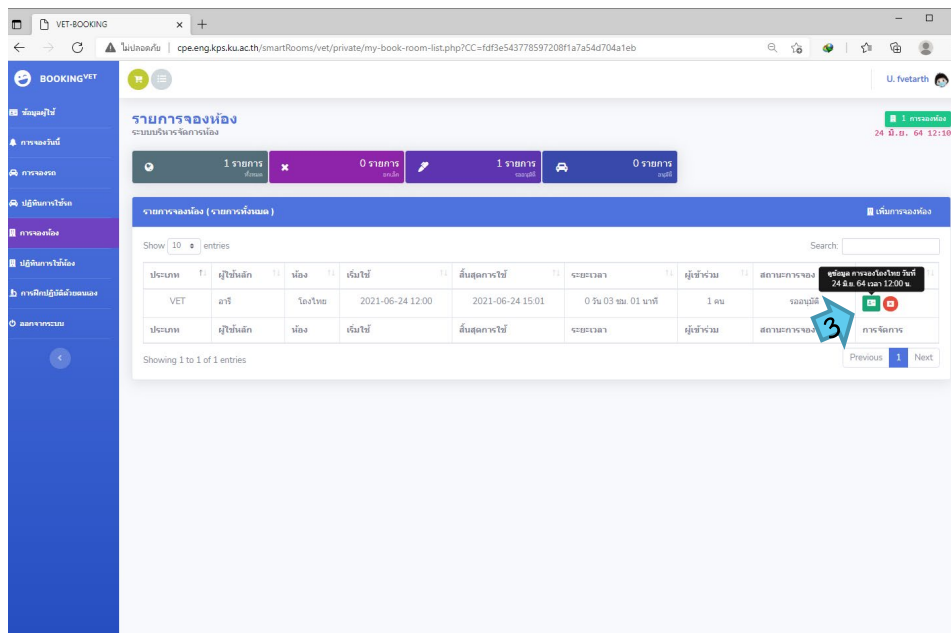 VET-BOOKING
ไม่ปลอดภัย | cpe.eng.kps.ku.ac.th/smartRooms/vet/private/my-book-room-list.php?CC=fdf3e543778597208f1a7a54d704a1eb
BOOKINGVET
U. fvetarth
ข้อมูลผู้ใช้
การจองวันนี้
การจองรถ
ปฏิทินการใช้รถ
การจองห้อง
ปฏิทินการใช้ห้อง
การฝึกปฏิบัติด้วยตนเอง
ออกจากระบบ
รายการจองห้อง
ระบบบริหารจัดการห้อง
1 การจองห้อง
24 มิ.ย. 64 12:10
1 รายการ
ทั้งหมด
0 รายการ
ยกเลิก
1 รายการ
รออนุมัติ
0 รายการ
อนุมัติ
รายการจองห้อง ( รายการทั้งหมด )
เพิ่มการจองห้อง
Show 10 entries
Search:
ประเภท ผู้ใช้หลัก ห้อง เริ่มใช้ สิ้นสุดการใช้ ระยะเวลา ผู้เข้าร่วม สถานะการจอง
ดูข้อมูล การจองโถงไทย วันที่
24 มิ.ย. 64 เวลา 12:00 น.
VET อารี โถงไทย 2021-06-24 12:00 2021-06-24 15:01 0 วัน 03 ชม. 01 นาที 1 คน รออนุมัติ
ประเภท ผู้ใช้หลัก ห้อง เริ่มใช้ สิ้นสุดการใช้ ระยะเวลา ผู้เข้าร่วม สถานะการจอง การจัดการ
3
Showing 1 to 1 of 1 entries
Previous 1 Next